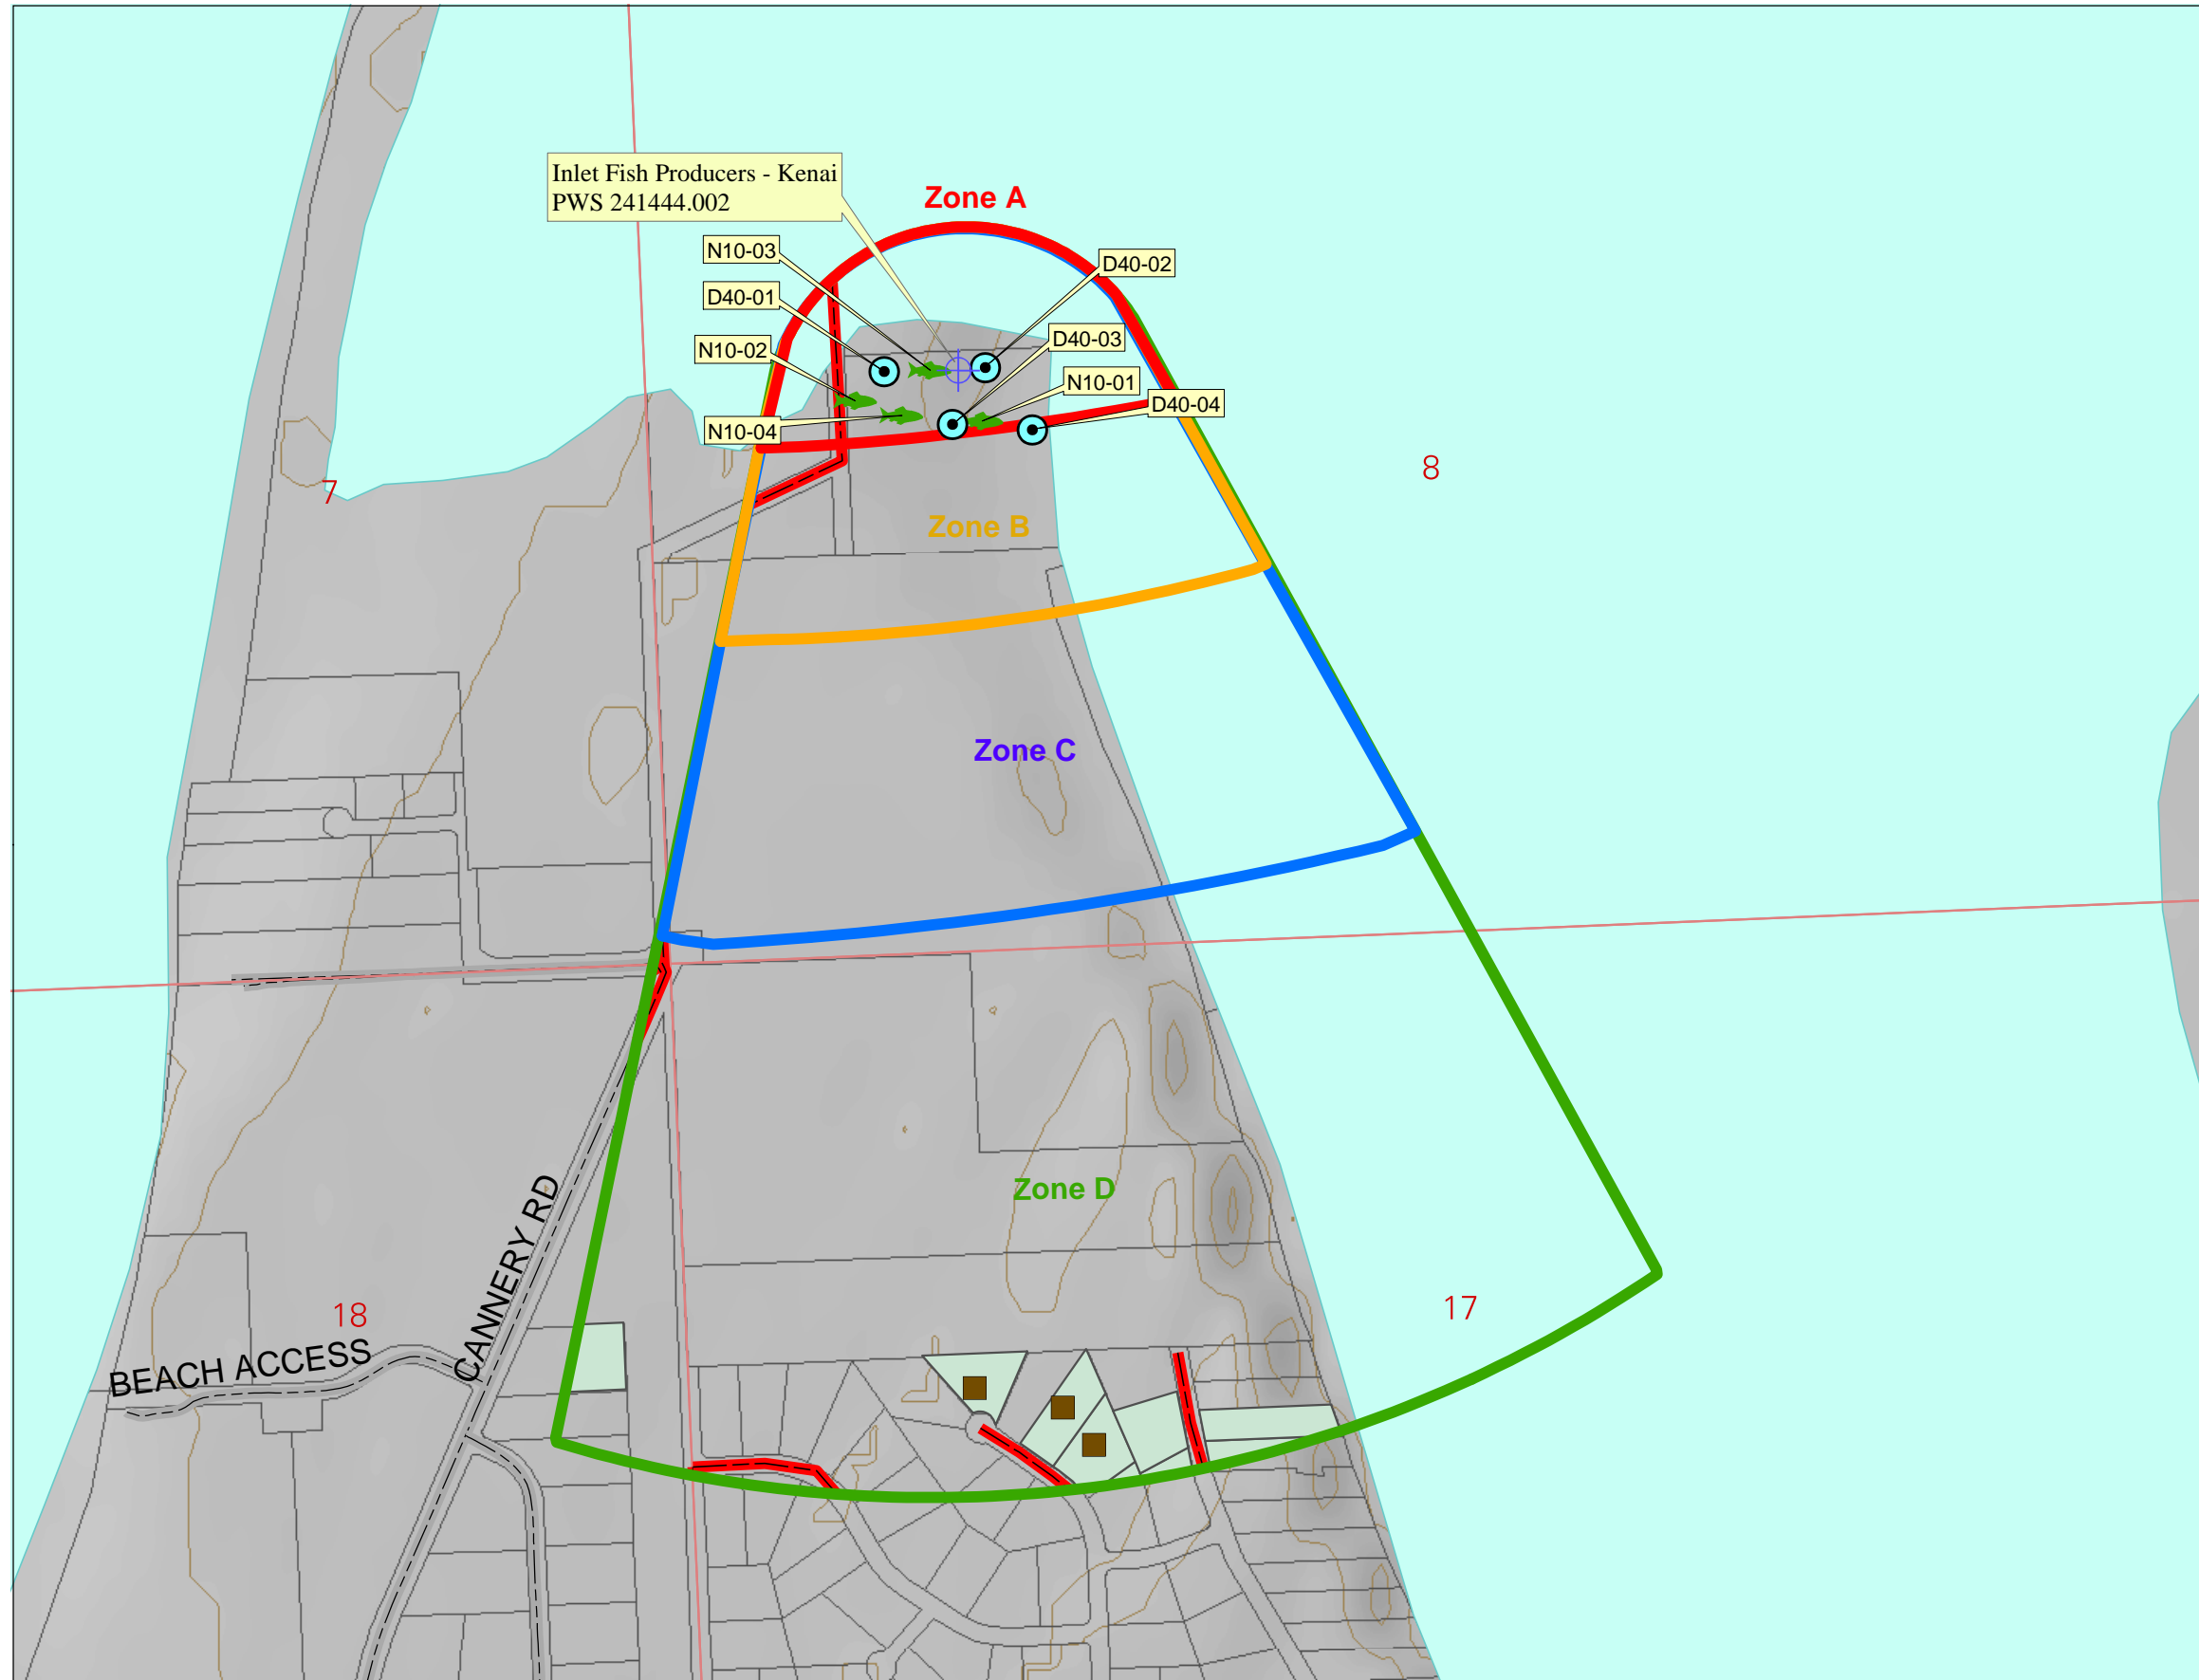 Inlet Fish Producers - Kenai
PWS 241444.002
Zone A
N10-03
D40-02
D40-01
D40-03
N10-02
N10-01
D40-04
N10-04
8
7
Zone B
Zone C
Zone D
CANNERY RD
17
18
BEACH ACCESS